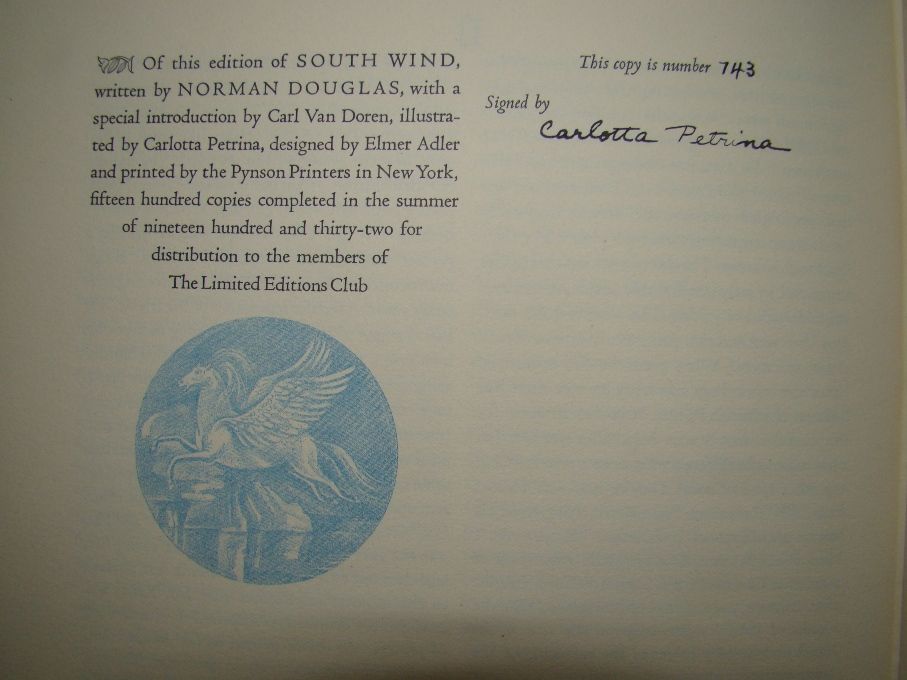 Of this edition of SOUTH WIND,
written by NORMAN DOUGLAS, with a
special introduction by Carl Van Doren, illustra-
ted by Carlotta Petrina, designed by Elmer Adler
and printed by the Pynson Printers in New York,
fifteen hundred copies completed in the summer
of nineteen hundred and thirty-two for
distribution to the members of
The Limited Editions Club
This copy is number 743
Signed by
Carlotta Petrina